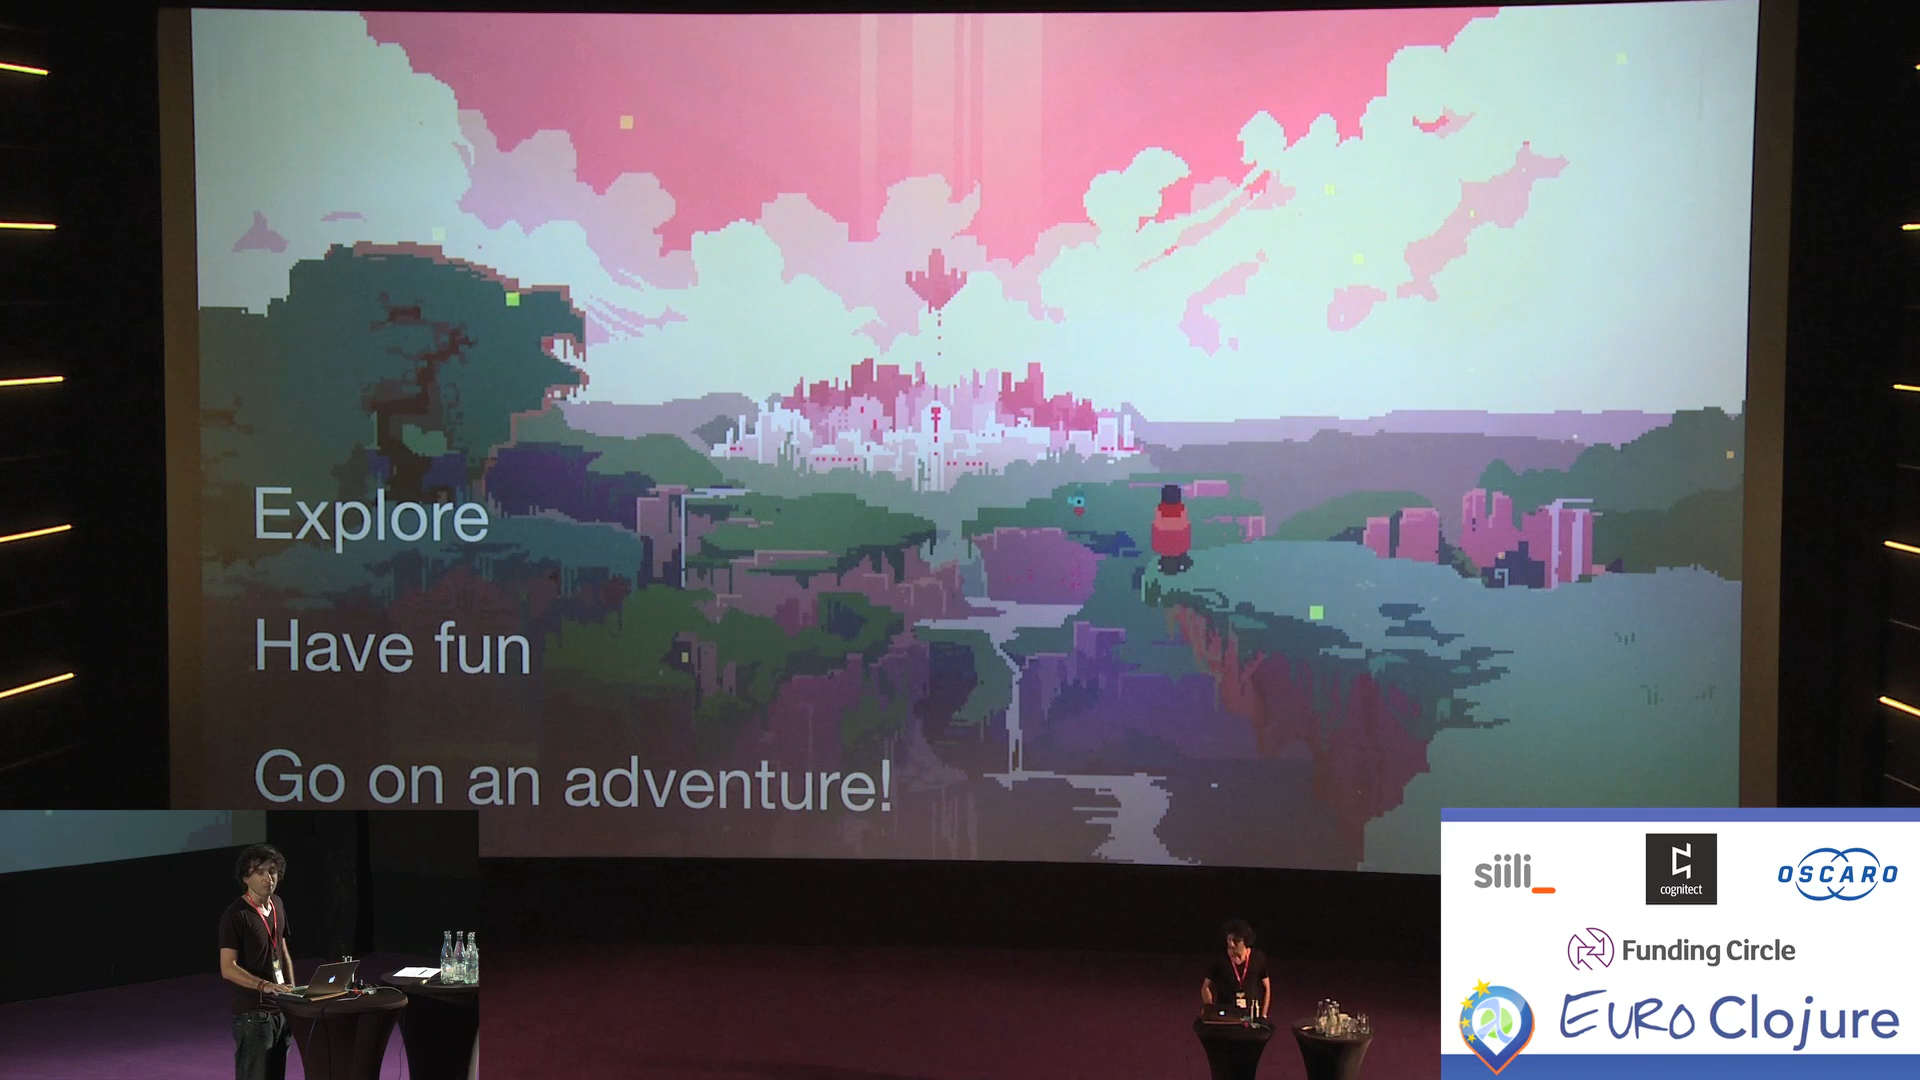 Explore
Have fun
Go on an adventure!
siili_
cognitect
OSCARO
Funding Circle
EURO Clojure